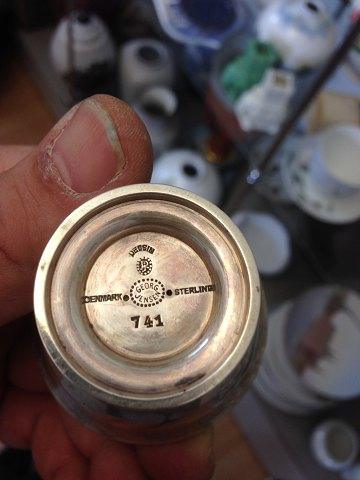 DESSIN
DENMARK
GEORG
JENSEN
STERLING
741